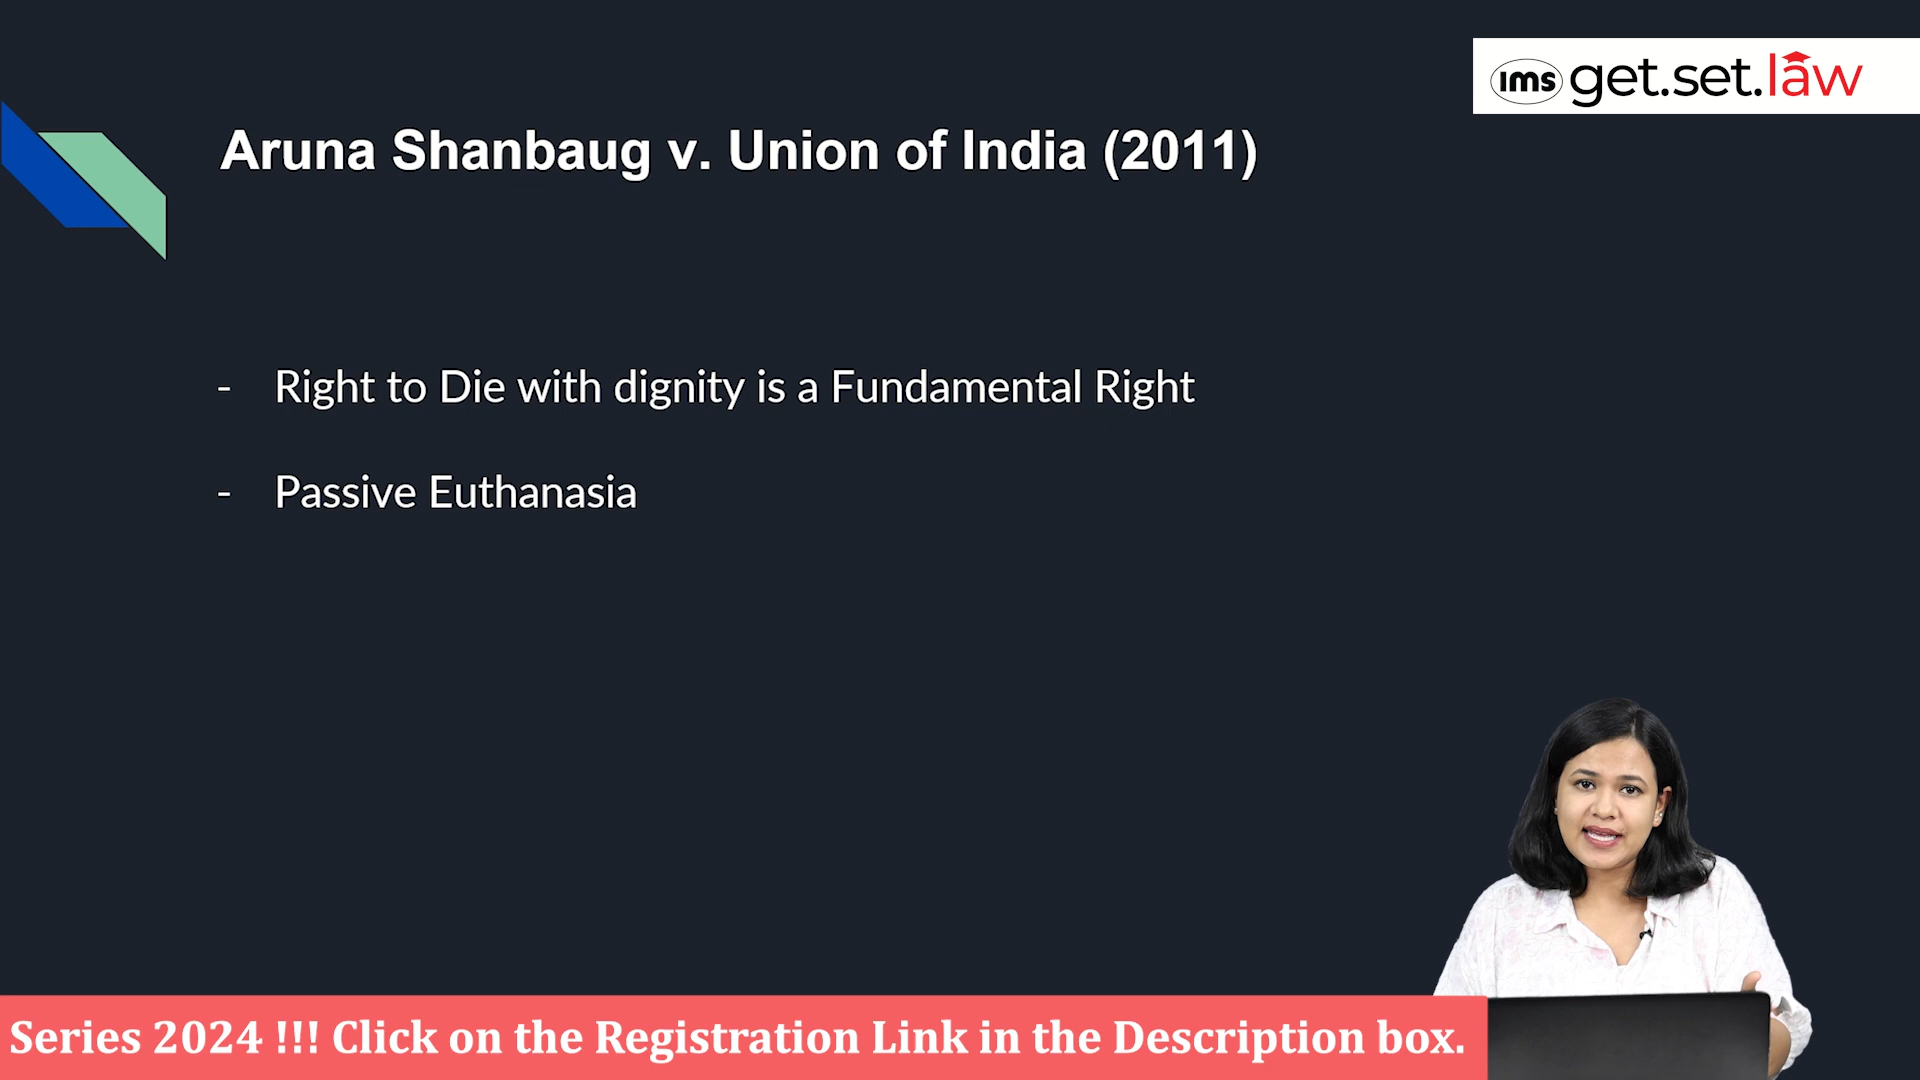 ims get.set.law
Aruna Shanbaug v. Union of India (2011)
- Right to Die with dignity is a Fundamental Right
- Passive Euthanasia
Series 2024 !!! Click on the Registration Link in the Description box.